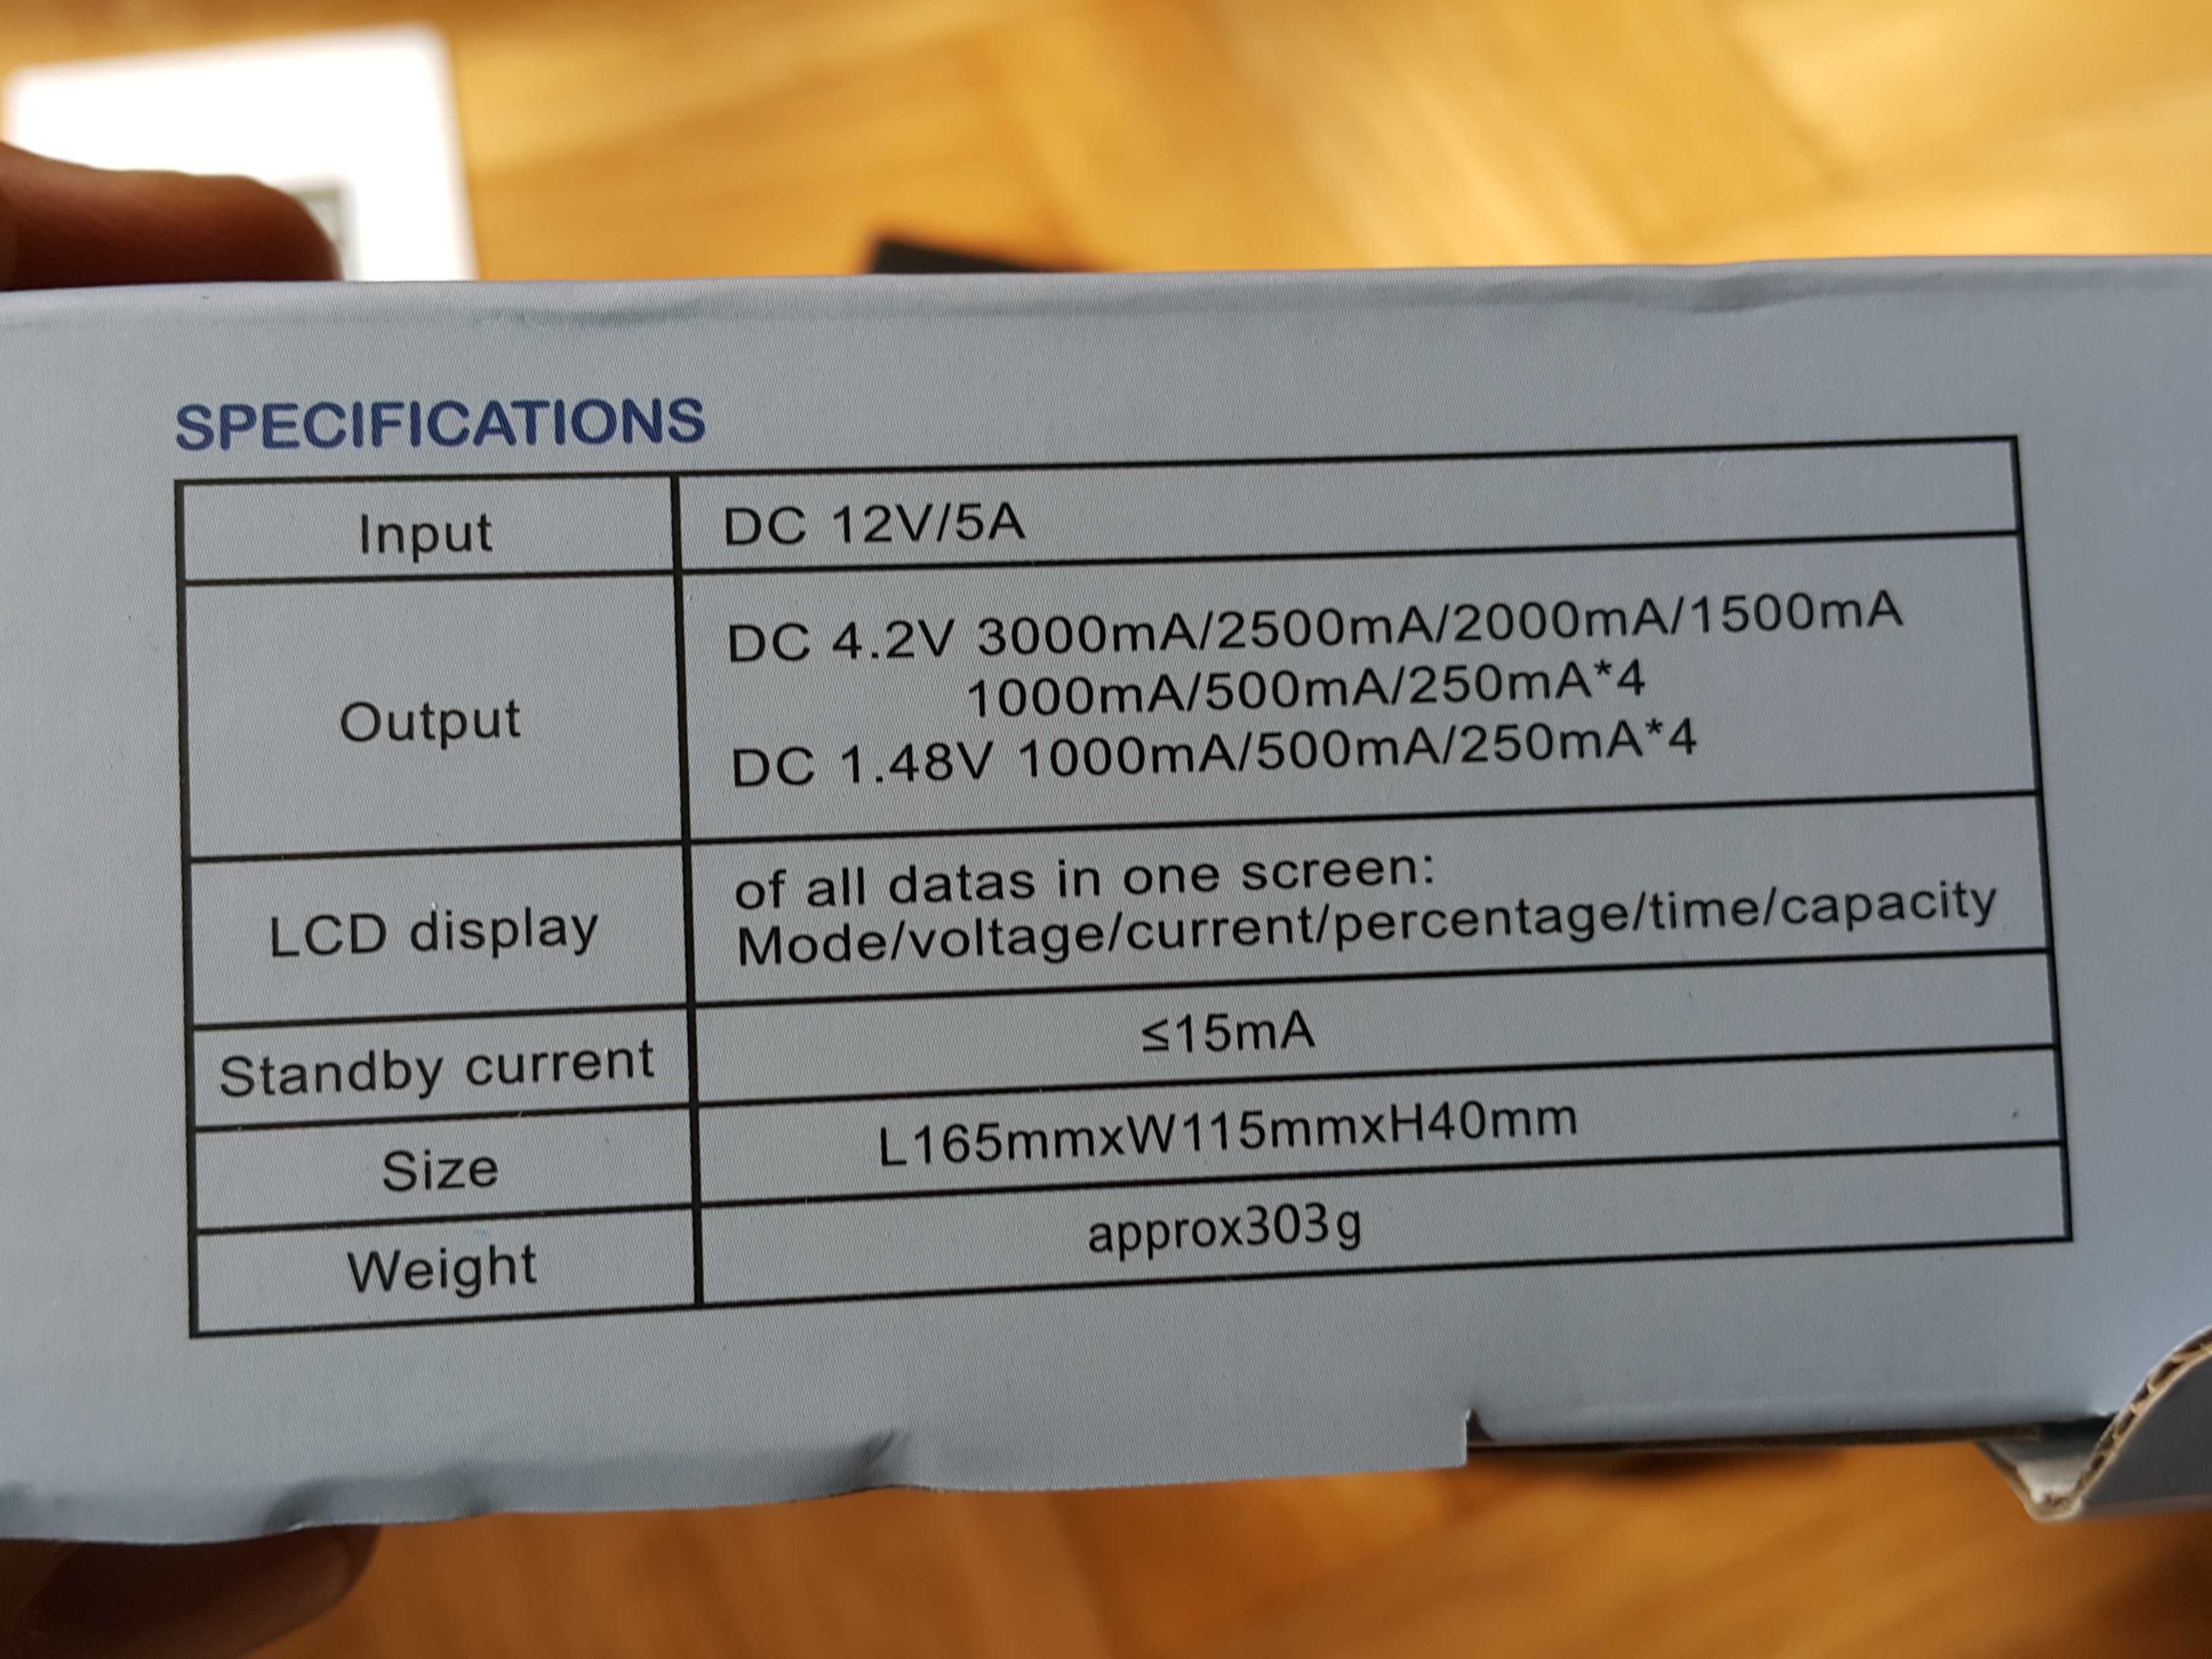 SPECIFICATIONS
Input
DC 12V/5A
Output
DC 4.2V 3000mA/2500mA/2000mA/1500mA
1000mA/500mA/250mA*4
DC 1.48V 1000mA/500mA/250mA*4
LCD display
of all datas in one screen:
Mode/voltage/current/percentage/time/capacity
Standby current
≤15mA
Size
L165mmxW115mmxH40mm
Weight
approx303g